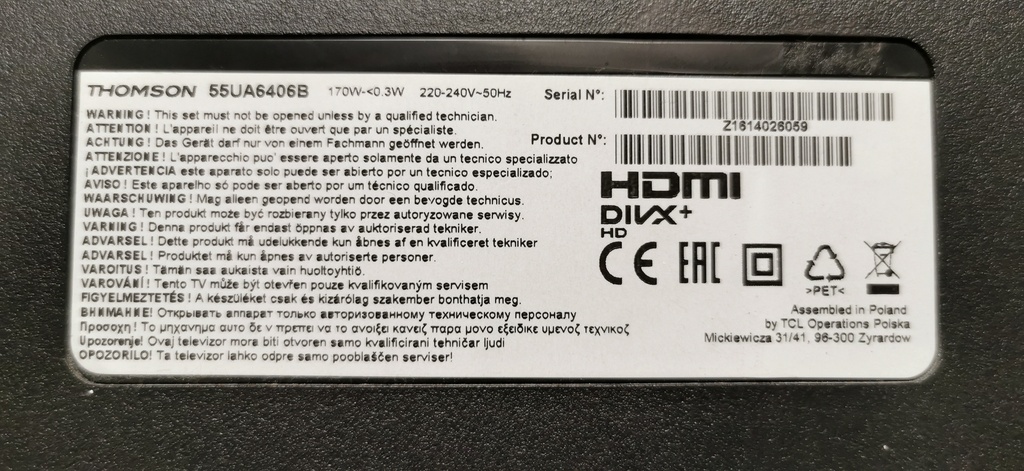 THOMSON 55UA6406B 170W-<0.3W 220-240V~50Hz
WARNING ! This set must not be opened unless by a qualified technician.
ATTENTION ! L'appareil ne doit être ouvert que par un spécialiste.
ACHTUNG ! Das Gerät darf nur von einem Fachmann geöffnet werden.
ATTENZIONE ! L'apparecchio puo' essere aperto solamente da un tecnico specializzato
¡ ADVERTENCIA este aparato solo puede ser abierto por un tecnico especializado;
AVISO ! Este aparelho só pode ser aberto por um técnico qualificado.
WAARSCHUWING ! Mag alleen geopend worden door een bevogde technicus.
UWAGA ! Ten produkt może być rozbierany tylko przez autoryzowane serwisy.
VARNING ! Denna produkt får endast öppnas av auktoriserad tekniker.
ADVARSEL ! Dette produkt må udelukkende kun åbnes af en kvalificeret tekniker
ADVARSEL ! Produktet må kun åpnes av autoriserte personer.
VAROITUS ! Tämän saa aukaista vain huoltoyhtiö.
VAROVÁNÍ ! Tento TV může být otevřen pouze kvalifikovaným servisem
FIGYELMEZTETÉS ! A készüléket csak és kizárólag szakember bonthatja meg.
ВНИМАНИЕ! Открывать аппарат только авторизованному техническому персоналу
Προσοχη ! Το μηχανημα αυτο δε ν πρεπει να το ανοιξει κανεις παρα μονο εξειδικε υμενος τεχνικος
Upozorenje! Ovaj televizor mora biti otvoren samo kvalificirani tehničar ljudi
OPOZORILO! Ta televizor lahko odpre samo pooblaščen serviser!
Serial N°:
Z1614026059
Product N°:
HDMI
DIVX+
HD
CE EAC
>PET<
Assembled in Poland
by TCL Operations Polska
Mickiewicza 31/41, 96-300 Zyrardow